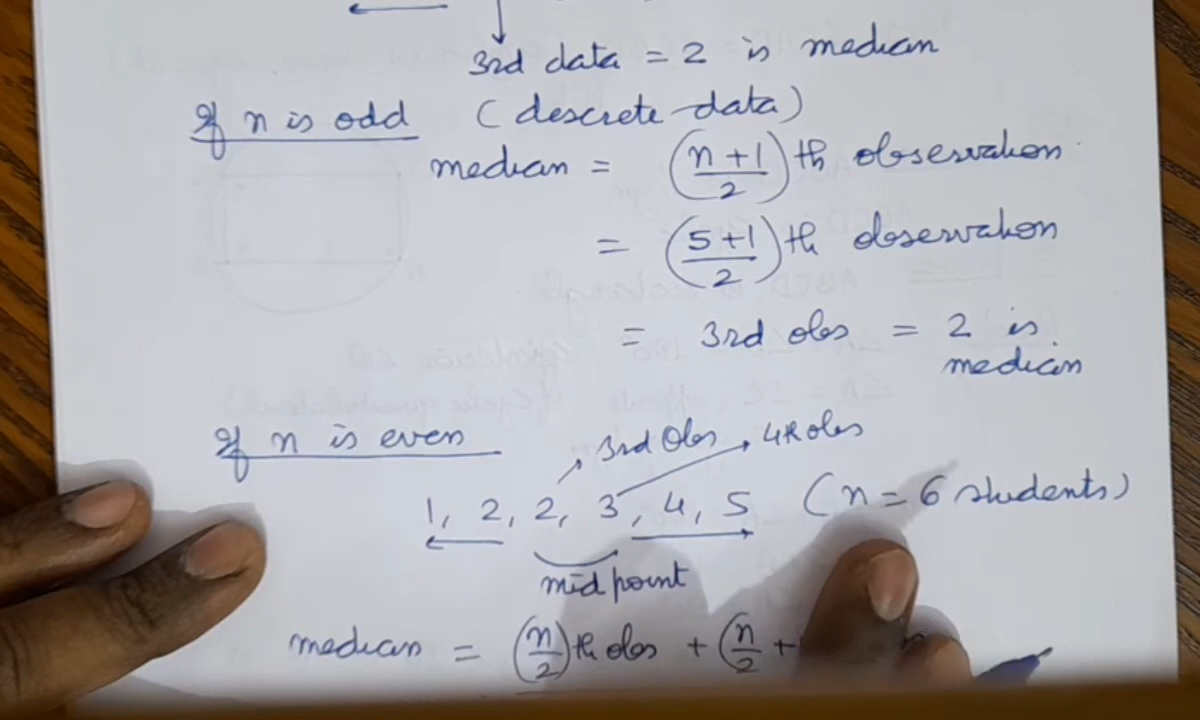 3rd data = 2 is median
If n is odd (descrete data)
median = (n+1/2)th observation
= (5+1/2)th observation
= 3rd obs = 2 is
median
If n is even
3rd Obs 4th obs
1, 2, 2, 3, 4, 5 (n = 6 students)
midpoint
median = (n/2)th obs + (n/2 +